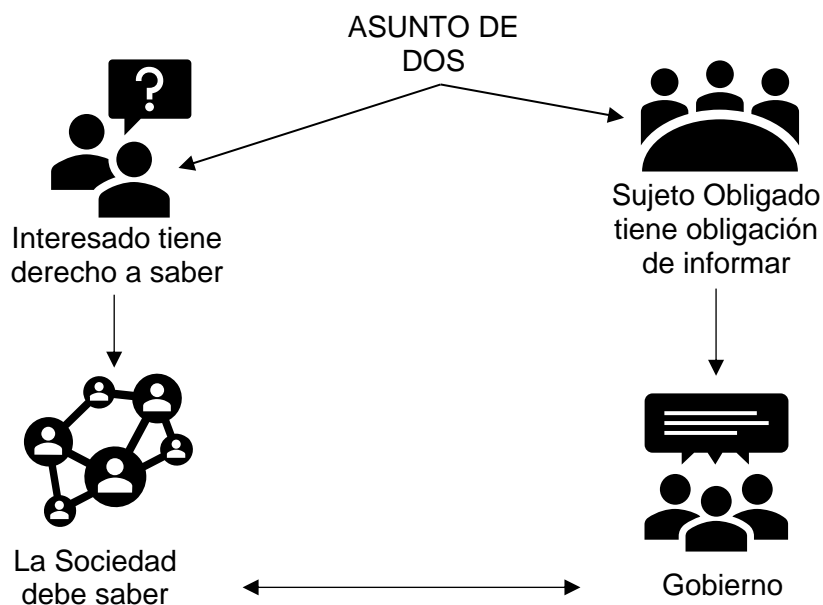 ASUNTO DE
DOS
?
Interesado tiene
derecho a saber
Sujeto Obligado
tiene obligación
de informar
La Sociedad
debe saber
Gobierno